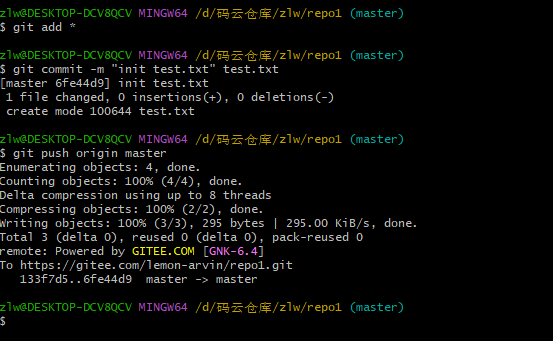 zlw@DESKTOP-DCV8QCV MINGW64 /d/码云仓库/zlw/repo1 (master)
$ git add *
zlw@DESKTOP-DCV8QCV MINGW64 /d/码云仓库/zlw/repo1 (master)
$ git commit -m "init test.txt" test.txt
[master 6fe44d9] init test.txt
 1 file changed, 0 insertions(+), 0 deletions(-)
 create mode 100644 test.txt
zlw@DESKTOP-DCV8QCV MINGW64 /d/码云仓库/zlw/repo1 (master)
$ git push origin master
Enumerating objects: 4, done.
Counting objects: 100% (4/4), done.
Delta compression using up to 8 threads
Compressing objects: 100% (2/2), done.
Writing objects: 100% (3/3), 295 bytes | 295.00 KiB/s, done.
Total 3 (delta 0), reused 0 (delta 0), pack-reused 0
remote: Powered by GITEE.COM [GNK-6.4]
To https://gitee.com/lemon-arvin/repo1.git
   133f7d5..6fe44d9  master -> master
zlw@DESKTOP-DCV8QCV MINGW64 /d/码云仓库/zlw/repo1 (master)
$